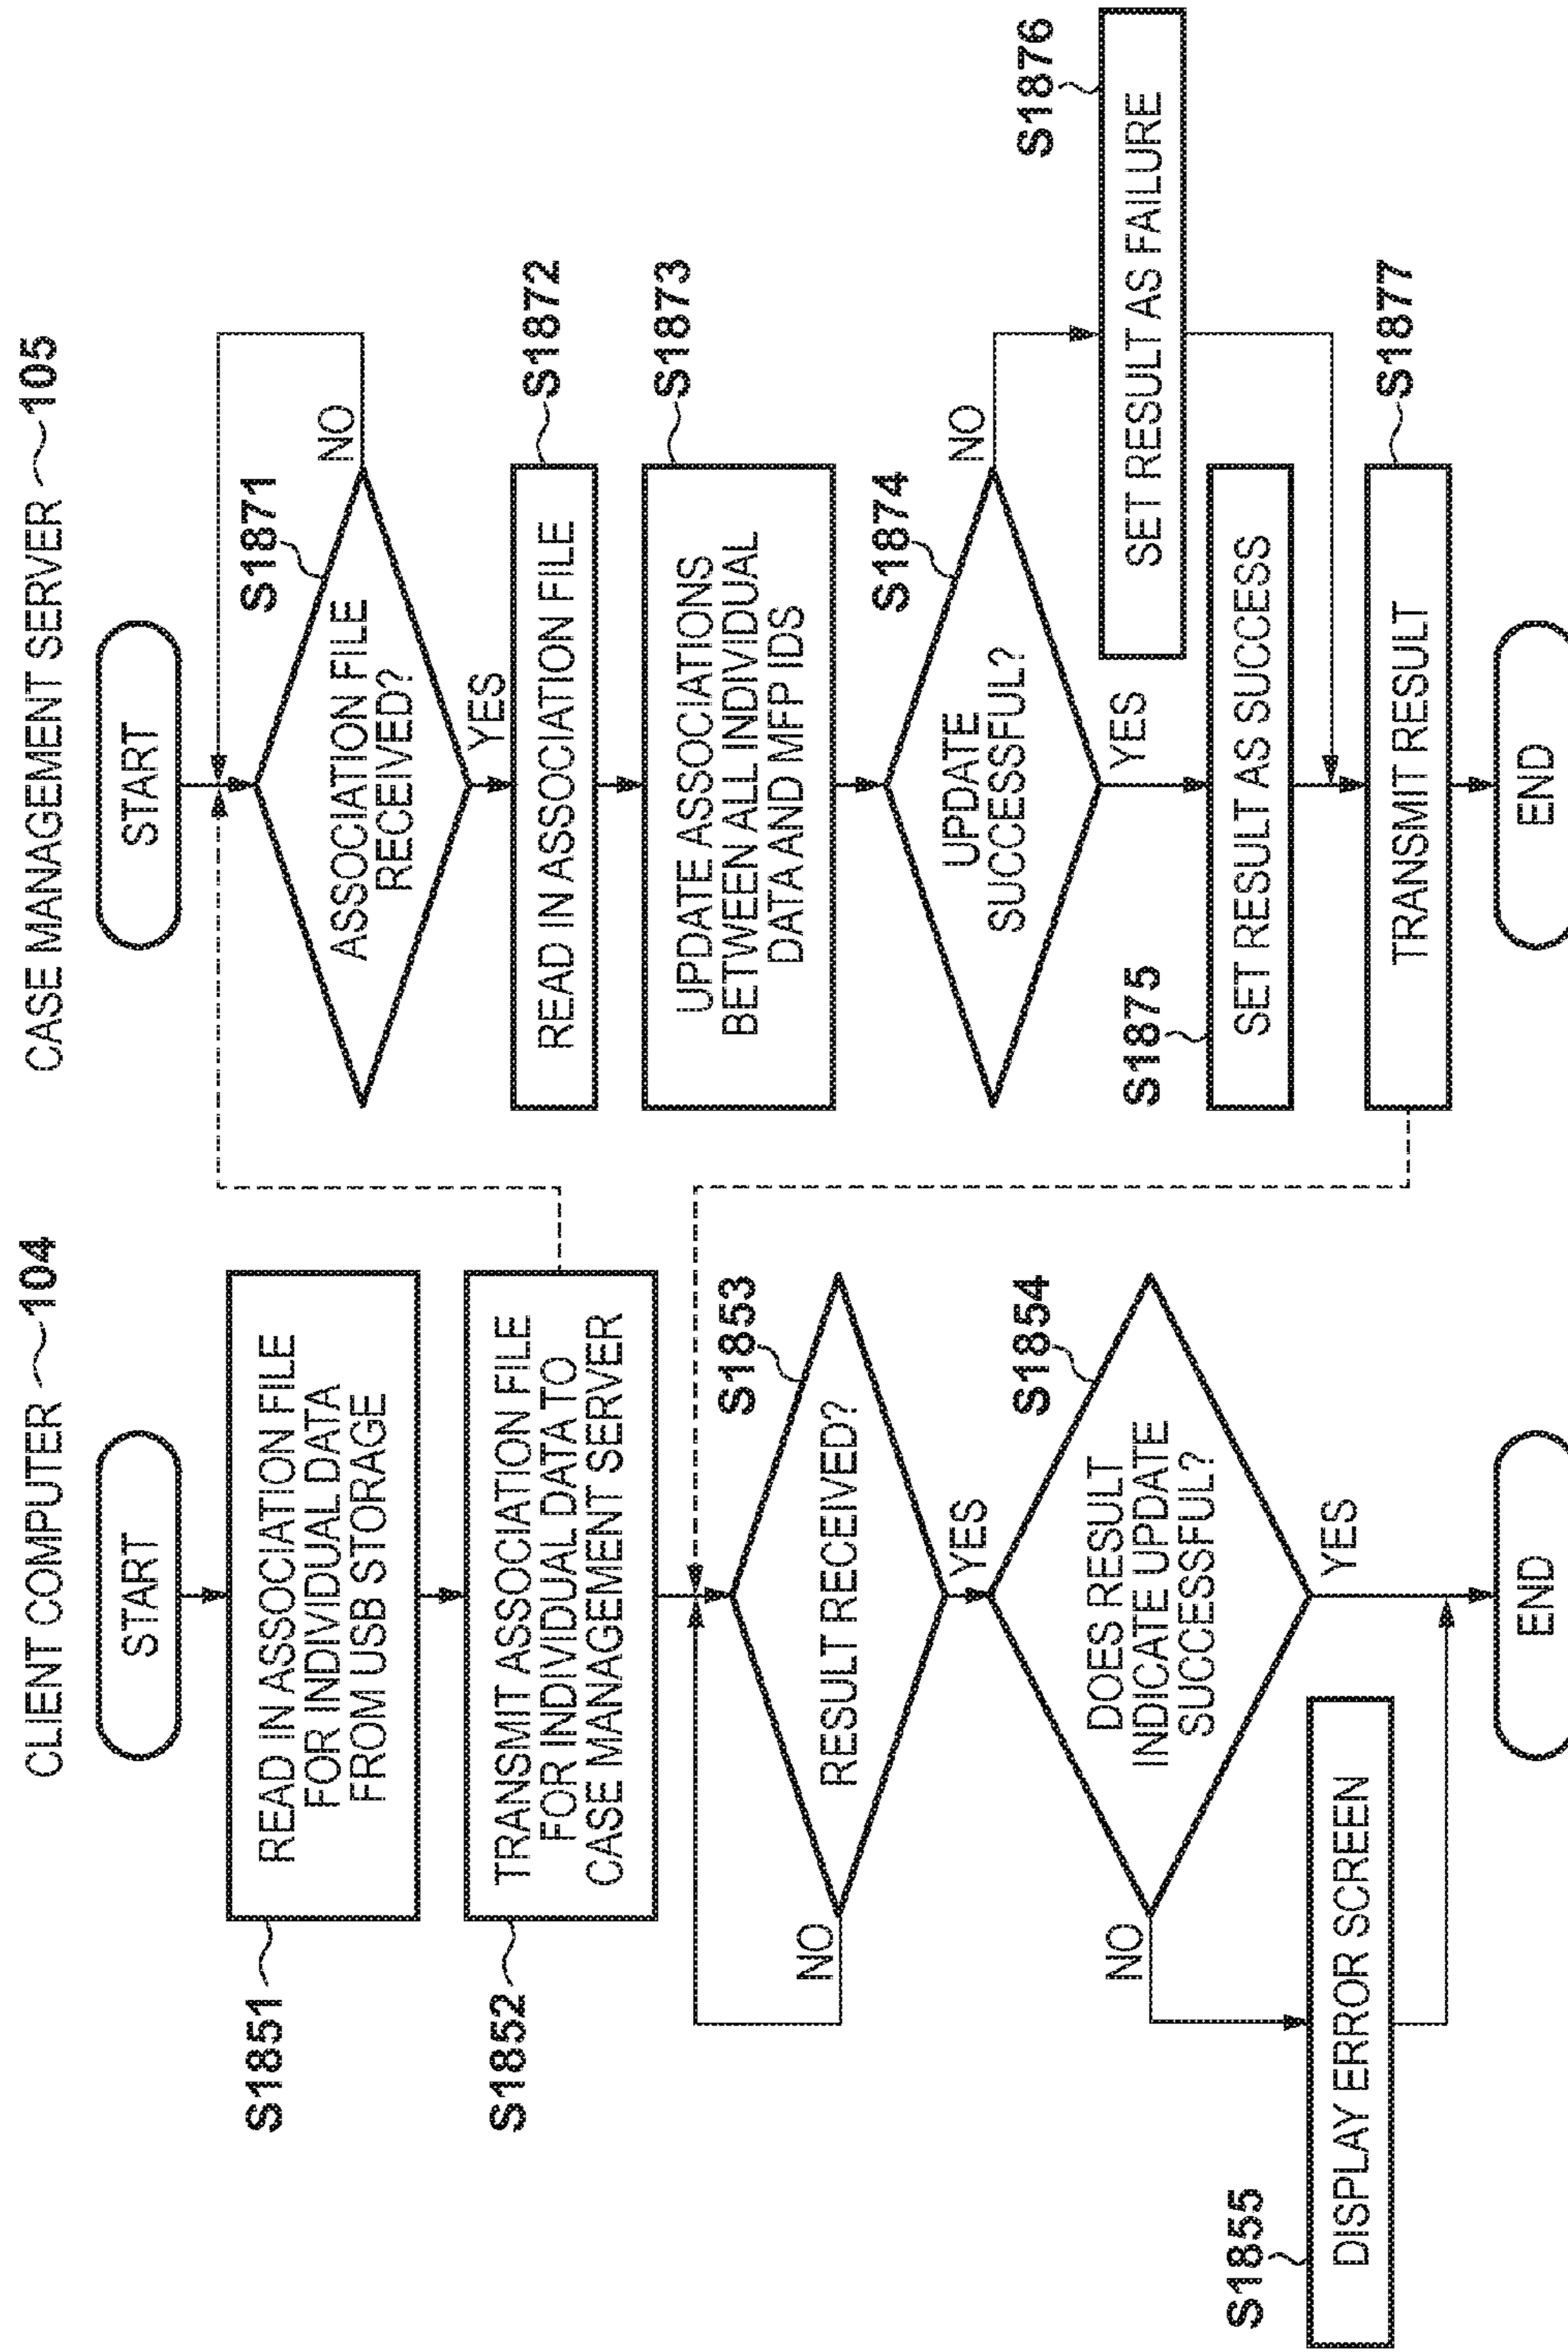 CLIENT COMPUTER 104
START
S1851
READ IN ASSOCIATION FILE
FOR INDIVIDUAL DATA
FROM USB STORAGE
S1852
TRANSMIT ASSOCIATION FILE
FOR INDIVIDUAL DATA TO
CASE MANAGEMENT SERVER
S1853
RESULT RECEIVED?
NO
YES
S1854
DOES RESULT
INDICATE UPDATE
SUCCESSFUL?
NO
YES
S1855
DISPLAY ERROR SCREEN
END
CASE MANAGEMENT SERVER 105
START
S1871
ASSOCIATION FILE
RECEIVED?
NO
YES
S1872
READ IN ASSOCIATION FILE
S1873
UPDATE ASSOCIATIONS
BETWEEN ALL INDIVIDUAL
DATA AND MFP IDS
S1874
UPDATE
SUCCESSFUL?
NO
YES
S1875
SET RESULT AS SUCCESS
S1876
SET RESULT AS FAILURE
S1877
TRANSMIT RESULT
END